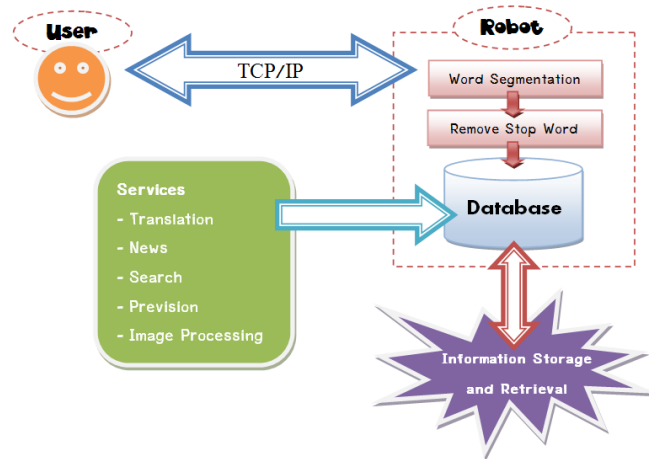 User
Robot
TCP/IP
Word Segmentation
Remove Stop Word
Database
Services
- Translation
- News
- Search
- Prevision
- Image Processing
Information Storage
and Retrieval